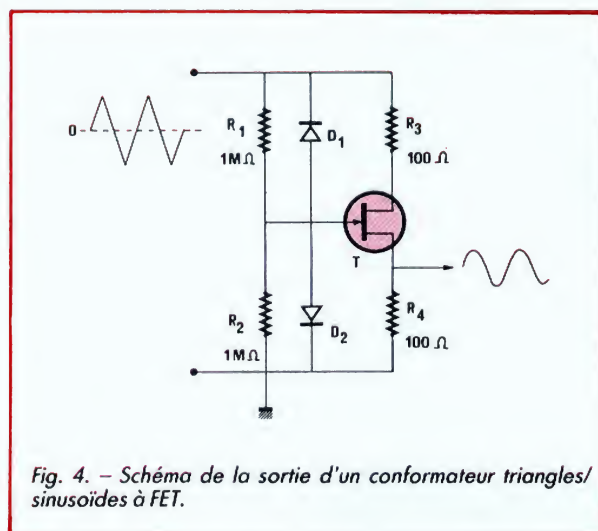 0
R1
1MΩ
D1
R3
100 Ω
T
R2
1MΩ
D2
R4
100 Ω
Fig. 4. – Schéma de la sortie d'un conformateur triangles/
sinusoïdes à FET.